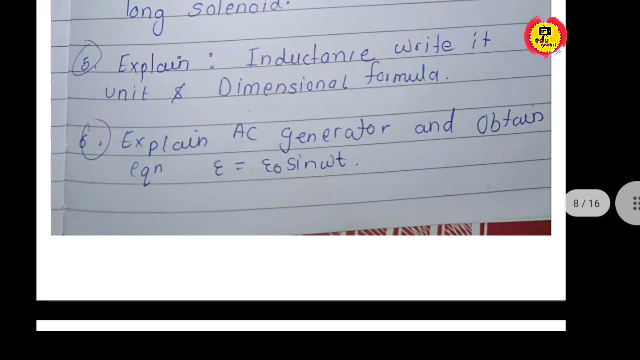 long solenoid.
5. Explain : Inductance write it
unit & Dimensional formula.
6. Explain AC generator and Obtain
eqn ε = ε₀ sinωt.
8 / 16
edu